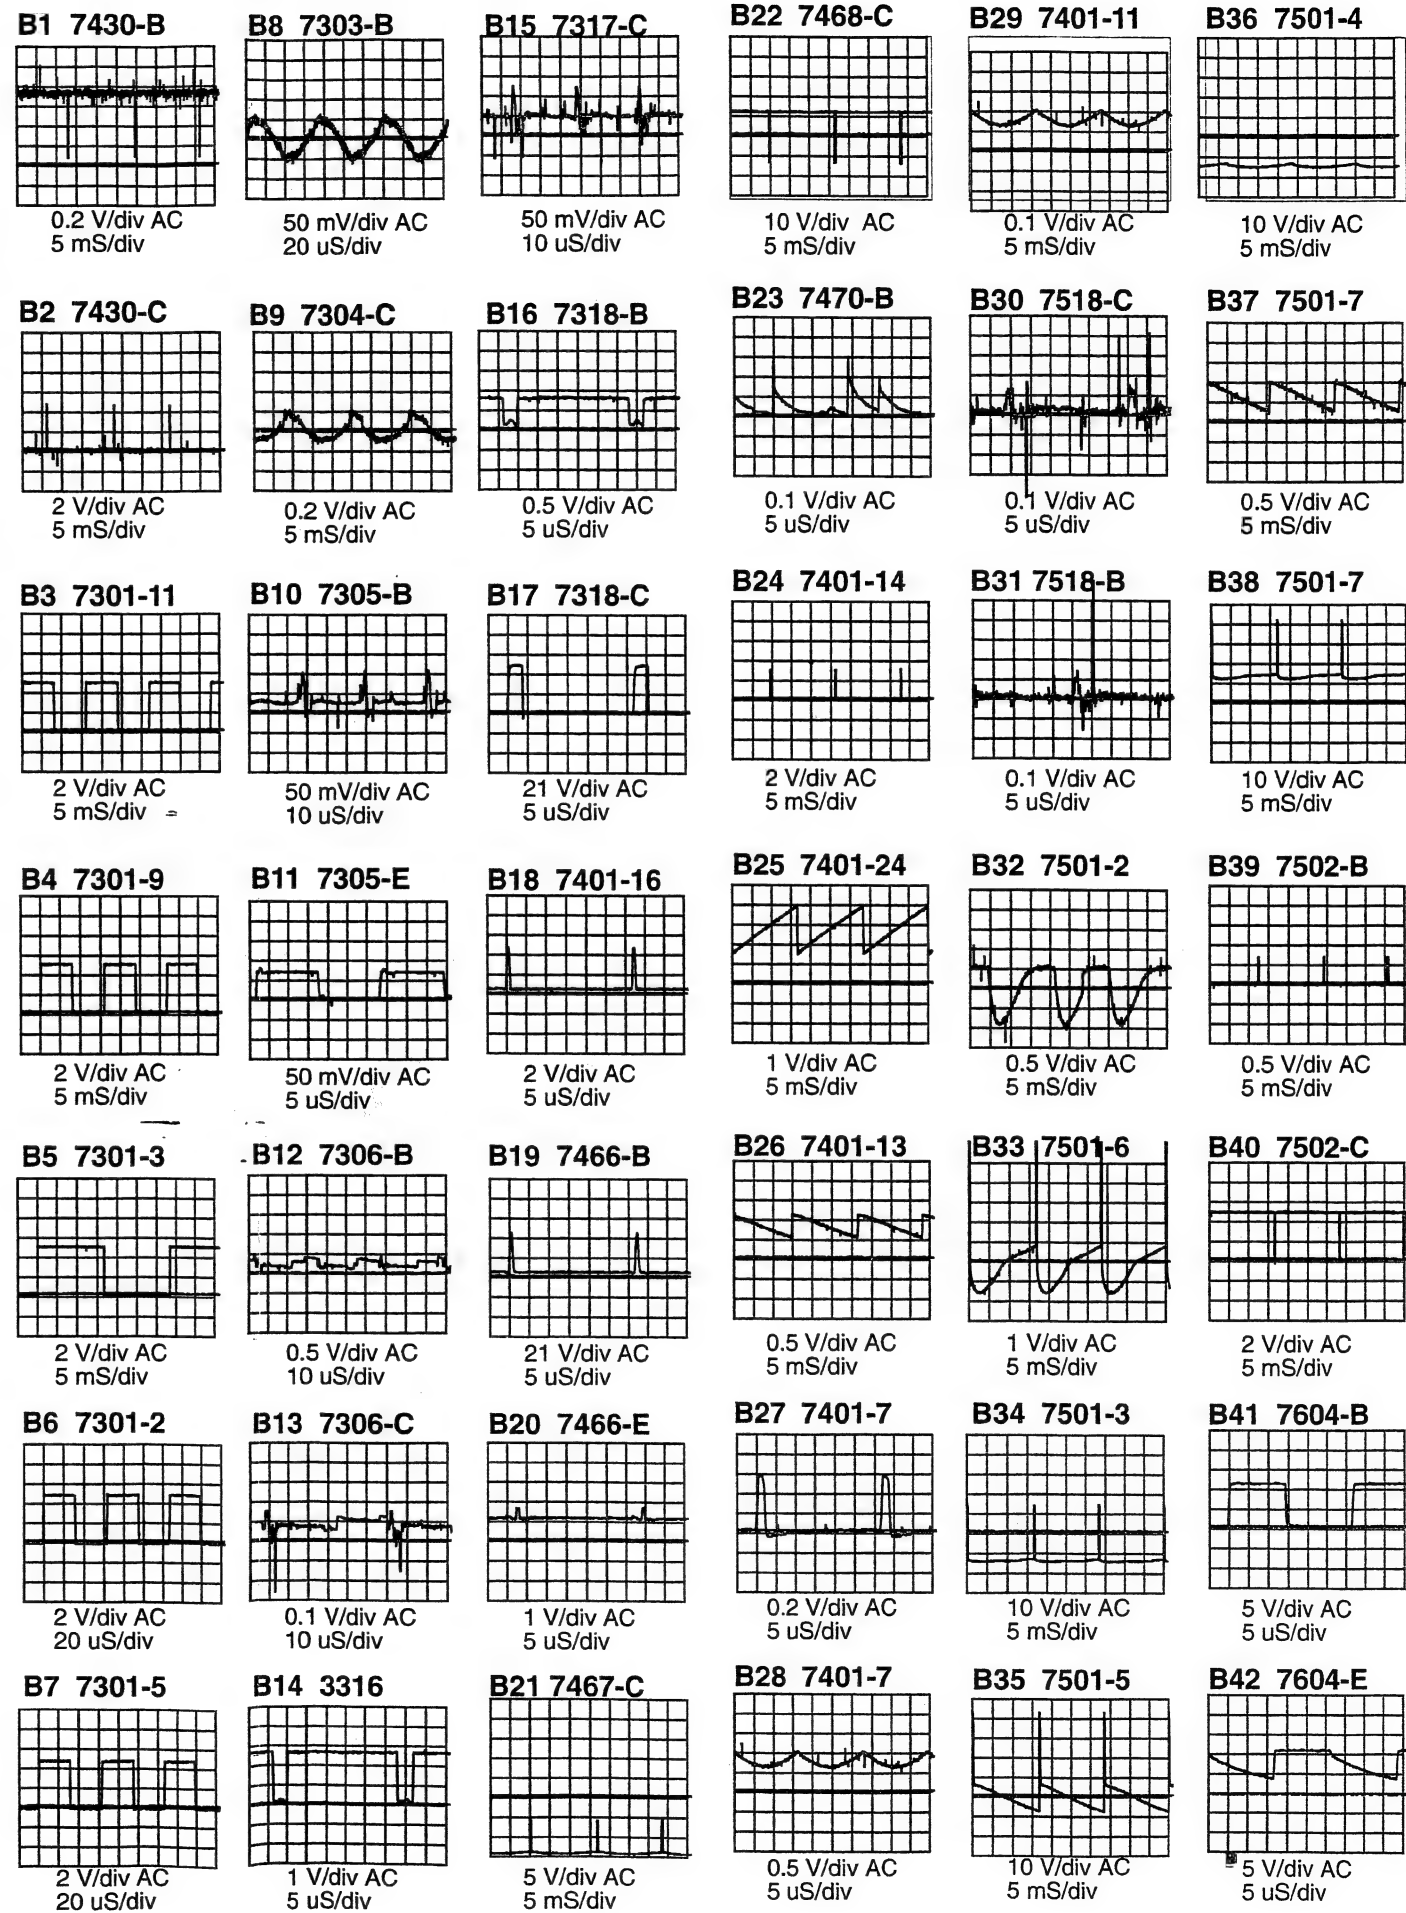 B1 7430-B
0.2 V/div AC
5 mS/div
B2 7430-C
2 V/div AC
5 mS/div
B3 7301-11
2 V/div AC
5 mS/div
B4 7301-9
2 V/div AC
5 mS/div
B5 7301-3
2 V/div AC
5 mS/div
B6 7301-2
2 V/div AC
20 uS/div
B7 7301-5
2 V/div AC
20 uS/div
B8 7303-B
50 mV/div AC
20 uS/div
B9 7304-C
0.2 V/div AC
5 mS/div
B10 7305-B
50 mV/div AC
10 uS/div
B11 7305-E
50 mV/div AC
5 uS/div
B12 7306-B
0.5 V/div AC
10 uS/div
B13 7306-C
0.1 V/div AC
10 uS/div
B14 3316
1 V/div AC
5 uS/div
B15 7317-C
50 mV/div AC
10 uS/div
B16 7318-B
0.5 V/div AC
5 uS/div
B17 7318-C
21 V/div AC
5 uS/div
B18 7401-16
2 V/div AC
5 uS/div
B19 7466-B
21 V/div AC
5 uS/div
B20 7466-E
1 V/div AC
5 uS/div
B21 7467-C
5 V/div AC
5 mS/div
B22 7468-C
10 V/div AC
5 mS/div
B23 7470-B
0.1 V/div AC
5 uS/div
B24 7401-14
2 V/div AC
5 mS/div
B25 7401-24
1 V/div AC
5 mS/div
B26 7401-13
0.5 V/div AC
5 mS/div
B27 7401-7
0.2 V/div AC
5 uS/div
B28 7401-7
0.5 V/div AC
5 uS/div
B29 7401-11
0.1 V/div AC
5 mS/div
B30 7518-C
0.1 V/div AC
5 uS/div
B31 7518-B
0.1 V/div AC
5 uS/div
B32 7501-2
0.5 V/div AC
5 mS/div
B33 7501-6
1 V/div AC
5 mS/div
B34 7501-3
10 V/div AC
5 mS/div
B35 7501-5
10 V/div AC
5 mS/div
B36 7501-4
10 V/div AC
5 mS/div
B37 7501-7
0.5 V/div AC
5 mS/div
B38 7501-7
10 V/div AC
5 mS/div
B39 7502-B
0.5 V/div AC
5 mS/div
B40 7502-C
2 V/div AC
5 mS/div
B41 7604-B
5 V/div AC
5 uS/div
B42 7604-E
5 V/div AC
5 uS/div